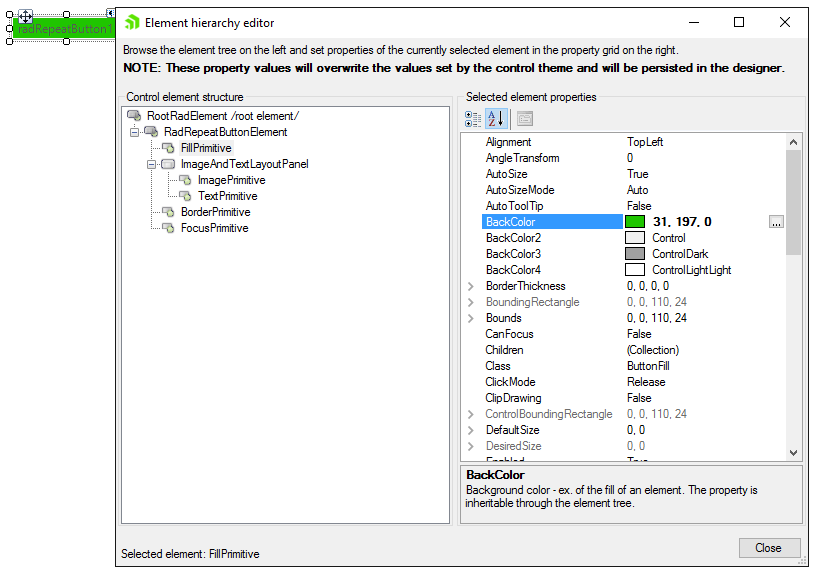 radRepeatButton1
Element hierarchy editor
Browse the element tree on the left and set properties of the currently selected element in the property grid on the right.
NOTE: These property values will overwrite the values set by the control theme and will be persisted in the designer.
Control element structure
RootRadElement /root element/
RadRepeatButtonElement
FillPrimitive
ImageAndTextLayoutPanel
ImagePrimitive
TextPrimitive
BorderPrimitive
FocusPrimitive
Selected element properties
Alignment TopLeft
AngleTransform 0
AutoSize True
AutoSizeMode Auto
AutoToolTip False
BackColor 31, 197, 0 ...
BackColor2 Control
BackColor3 ControlDark
BackColor4 ControlLightLight
BorderThickness 0, 0, 0, 0
BoundingRectangle 0, 0, 110, 24
Bounds 0, 0, 110, 24
CanFocus False
Children (Collection)
Class ButtonFill
ClickMode Release
ClipDrawing False
ControlBoundingRectangle 0, 0, 110, 24
DefaultSize 0, 0
DesiredSize 0, 0
Enabled True
BackColor
Background color - ex. of the fill of an element. The property is
inheritable through the element tree.
Selected element: FillPrimitive
Close